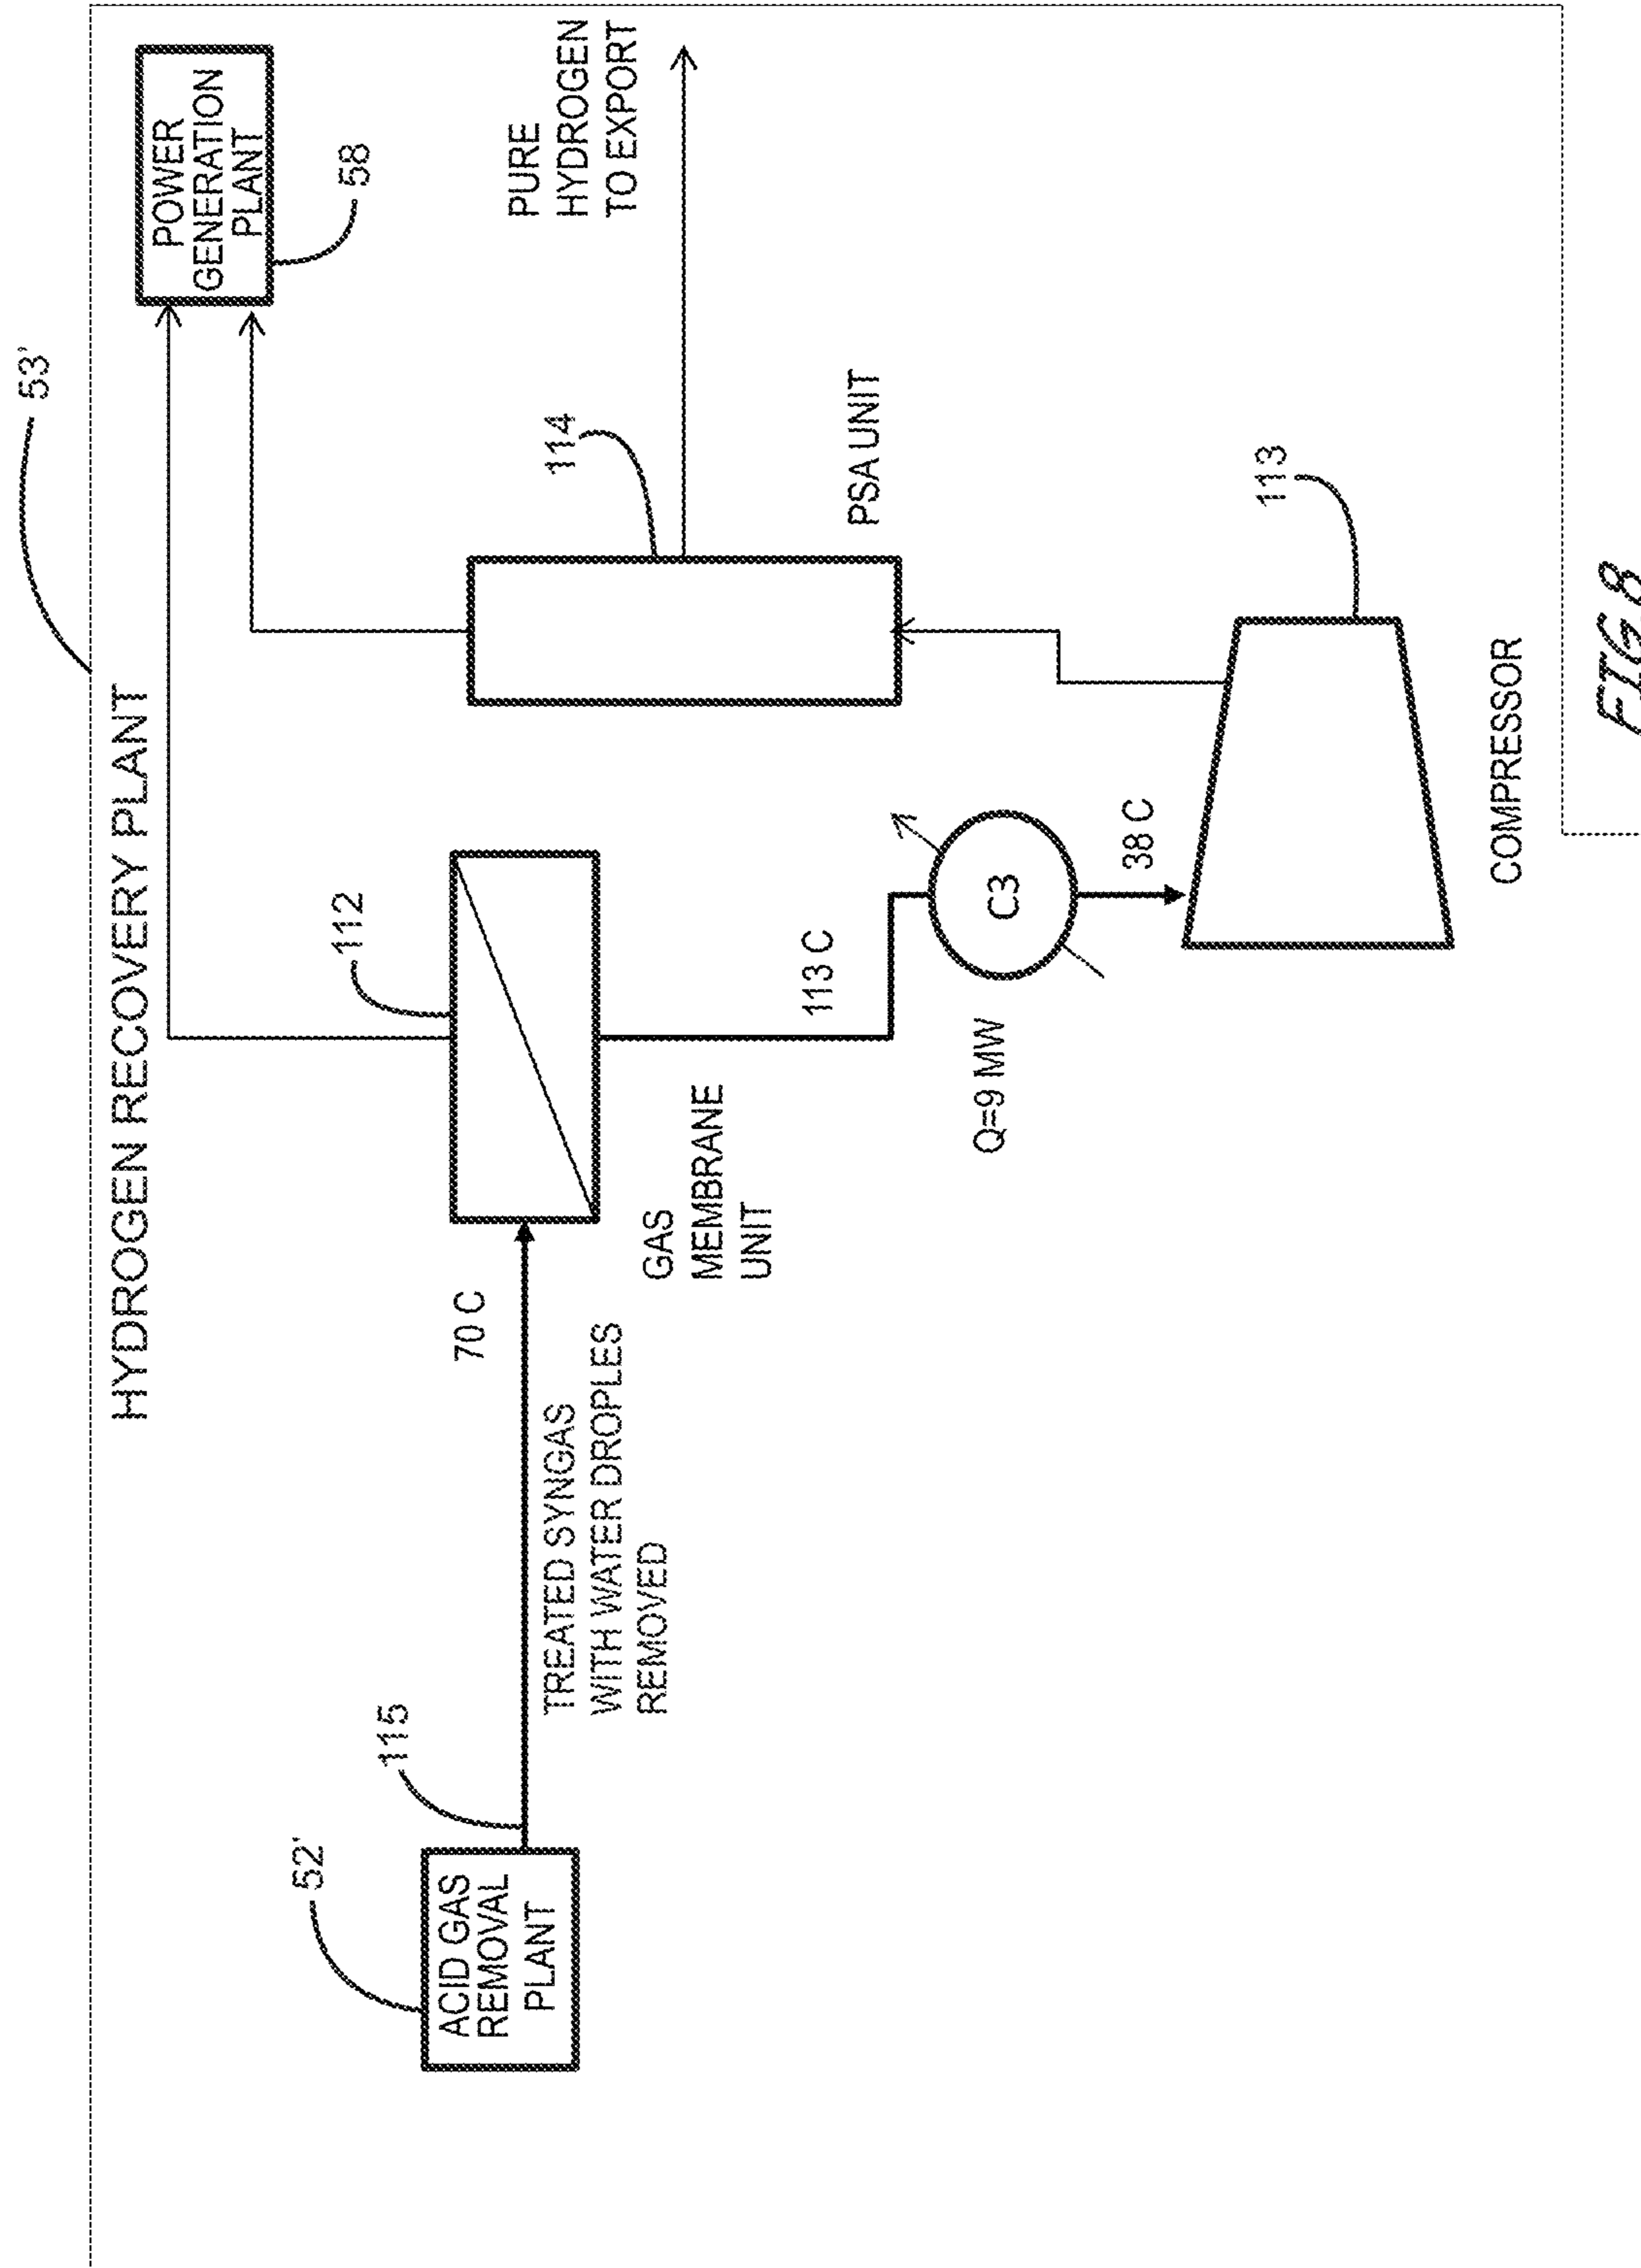 53'
HYDROGEN RECOVERY PLANT
POWER
GENERATION
PLANT
58
112
52'
ACID GAS
REMOVAL
PLANT
115
70 C
TREATED SYNGAS
WITH WATER DROPLES
REMOVED
GAS
MEMBRANE
UNIT
114
PURE
HYDROGEN
TO EXPORT
PSA UNIT
113 C
Q=9 MW
C3
38 C
113
COMPRESSOR
FIG.8